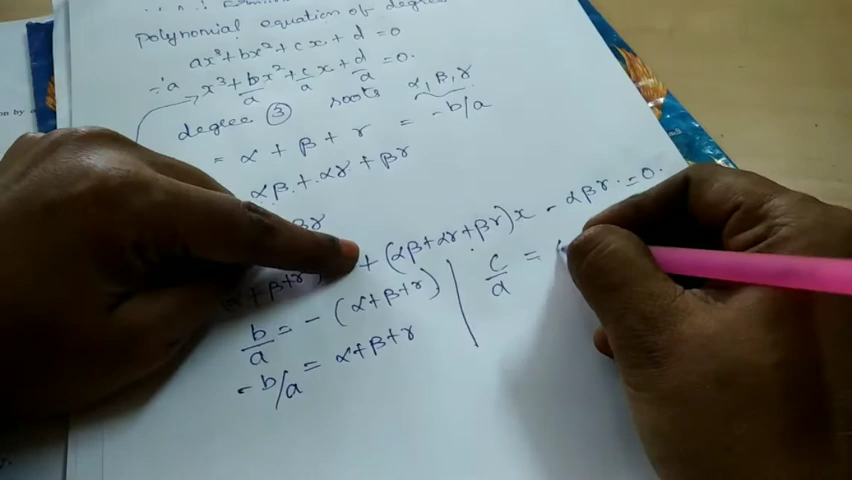 polynomial equation of degree
ax³+bx²+cx+d=0
÷a x³+b/a x²+c/a x+d/a=0.
degree ③ roots α,β,γ
= α + β + γ = -b/a
αβ+αγ+βγ
βγ
+ (αβ+αγ+βγ)x - αβγ.=0.
b/a = -(α+β+γ)
c/a =
-b/a = α+β+γ